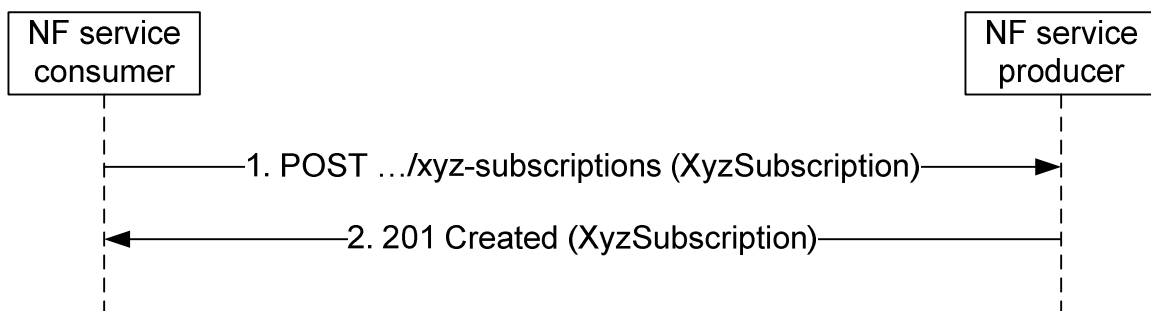 NF service
consumer
NF service
producer
1. POST …/xyz-subscriptions (XyzSubscription)
2. 201 Created (XyzSubscription)